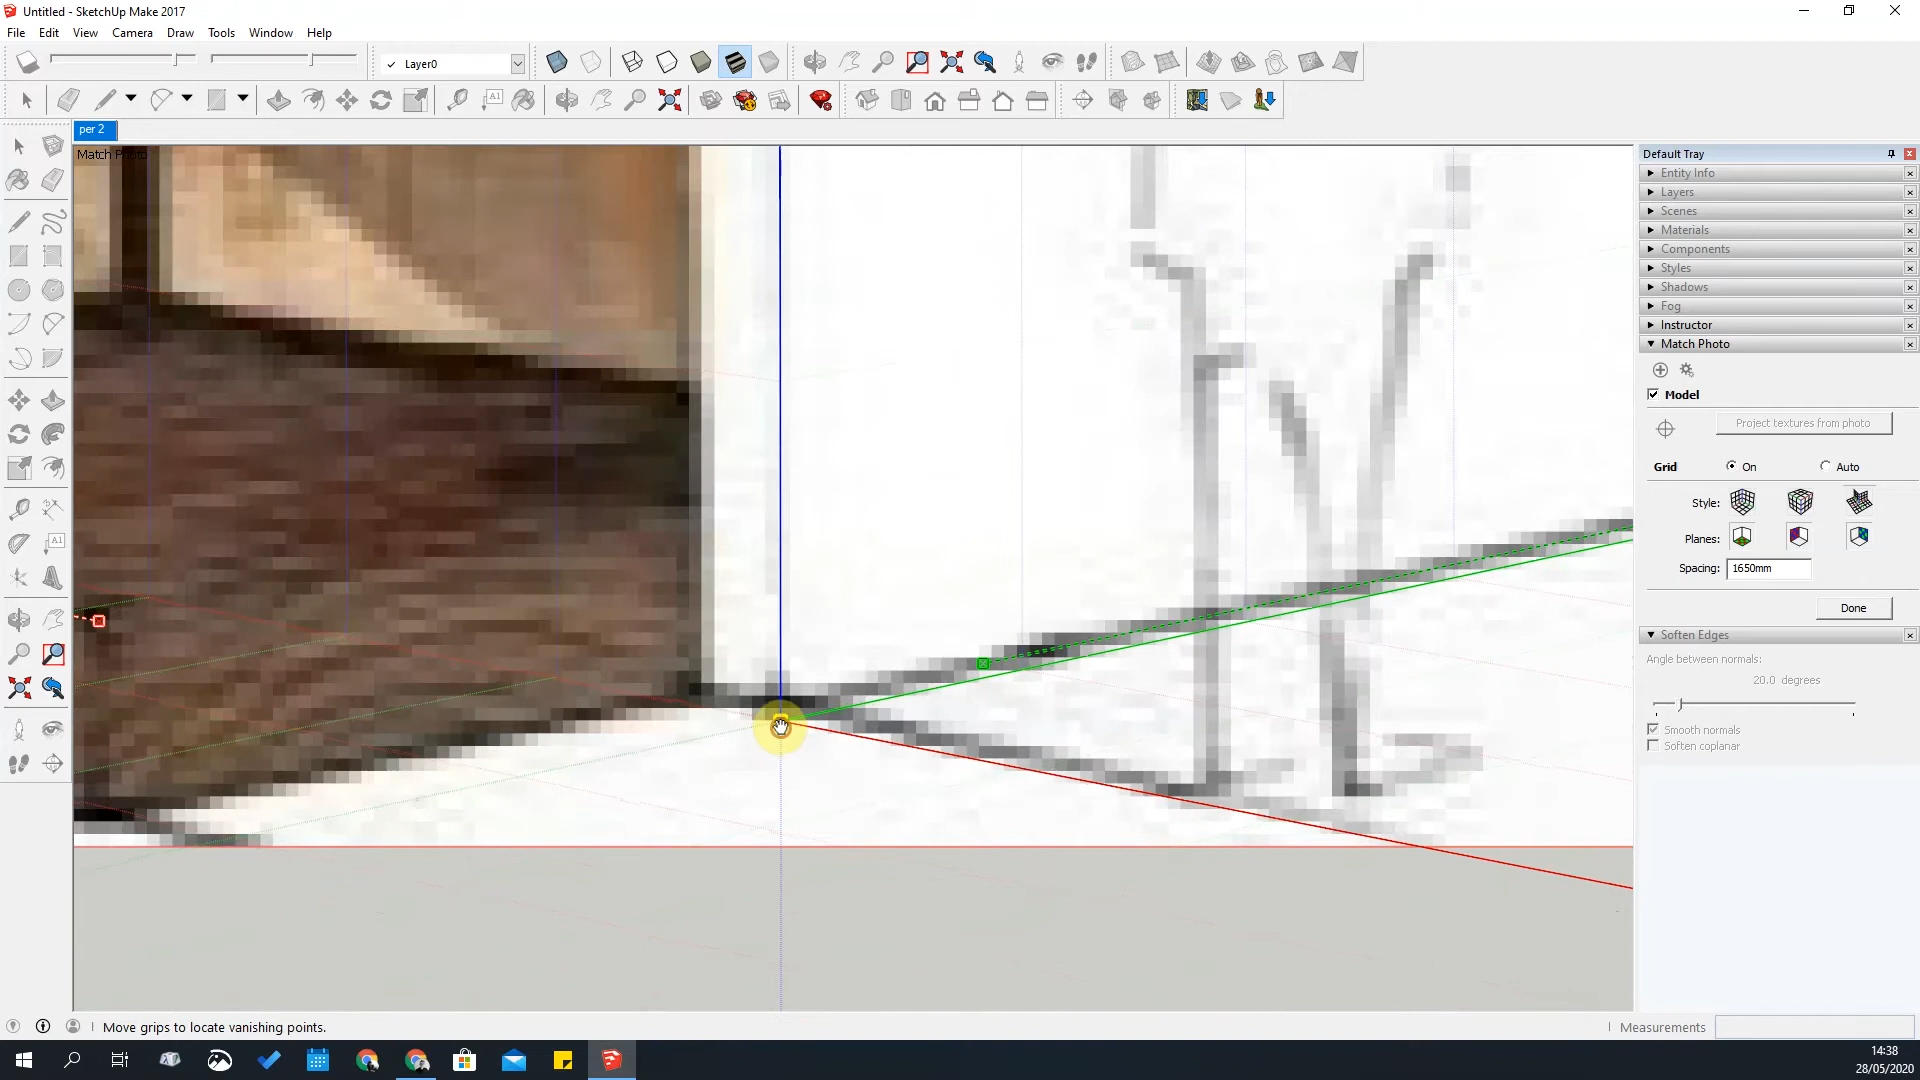 Untitled - SketchUp Make 2017
File Edit View Camera Draw Tools Window Help
Layer0
A1
per 2
Match Photo
A1
Default Tray
Entity Info
Layers
Scenes
Materials
Components
Styles
Shadows
Fog
Instructor
Match Photo
Model
Project textures from photo
Grid On Auto
Style:
Planes:
Spacing: 1650mm
Done
Soften Edges
Angle between normals:
20.0 degrees
Smooth normals
Soften coplanar
Move grips to locate vanishing points.
Measurements
14:38
28/05/2020